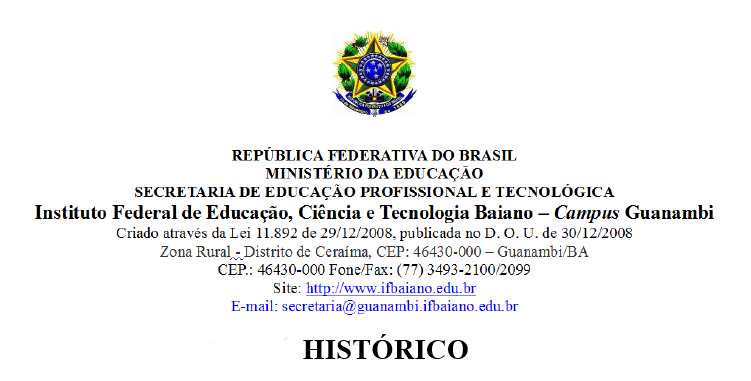 REPÚBLICA FEDERATIVA DO BRASIL
MINISTÉRIO DA EDUCAÇÃO
SECRETARIA DE EDUCAÇÃO PROFISSIONAL E TECNOLÓGICA
Instituto Federal de Educação, Ciência e Tecnologia Baiano – Campus Guanambi
Criado através da Lei 11.892 de 29/12/2008, publicada no D. O. U. de 30/12/2008
Zona Rural - Distrito de Ceraíma, CEP: 46430-000 – Guanambi/BA
CEP.: 46430-000 Fone/Fax: (77) 3493-2100/2099
Site: http://www.ifbaiano.edu.br
E-mail: secretaria@guanambi.ifbaiano.edu.br
HISTÓRICO